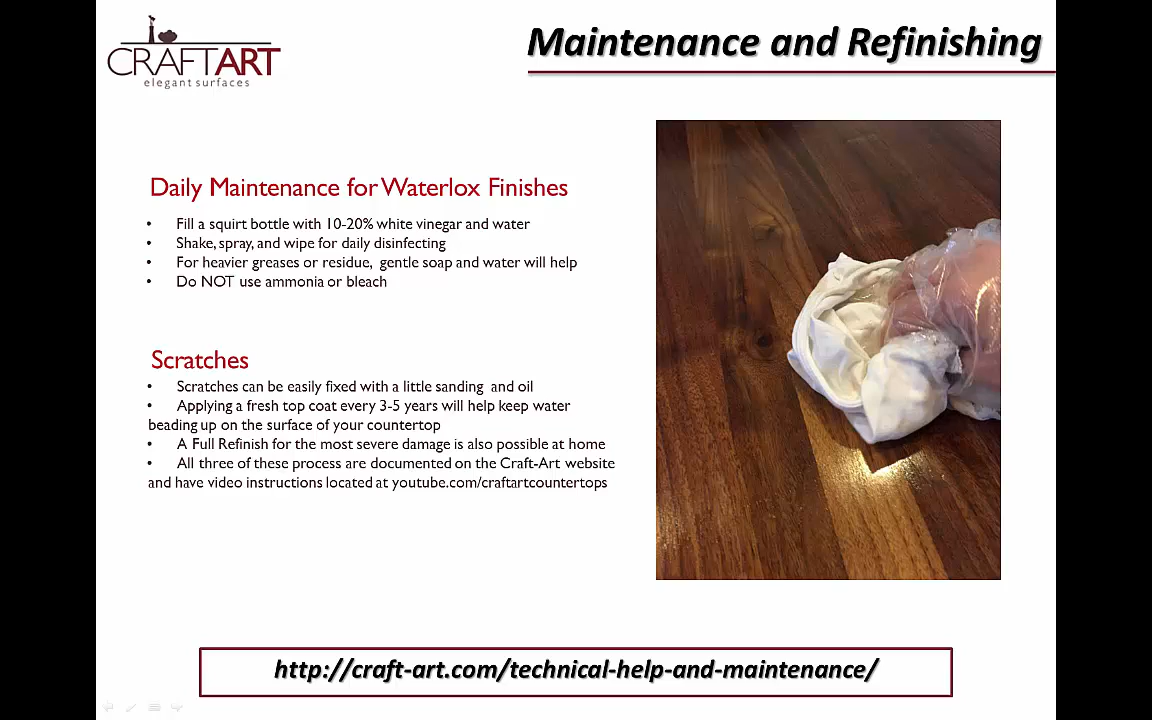 CRAFTART
elegant surfaces
Maintenance and Refinishing
Daily Maintenance for Waterlox Finishes
• Fill a squirt bottle with 10-20% white vinegar and water
• Shake, spray, and wipe for daily disinfecting
• For heavier greases or residue, gentle soap and water will help
• Do NOT use ammonia or bleach
Scratches
• Scratches can be easily fixed with a little sanding and oil
• Applying a fresh top coat every 3-5 years will help keep water
beading up on the surface of your countertop
• A Full Refinish for the most severe damage is also possible at home
• All three of these process are documented on the Craft-Art website
and have video instructions located at youtube.com/craftartcountertops
http://craft-art.com/technical-help-and-maintenance/